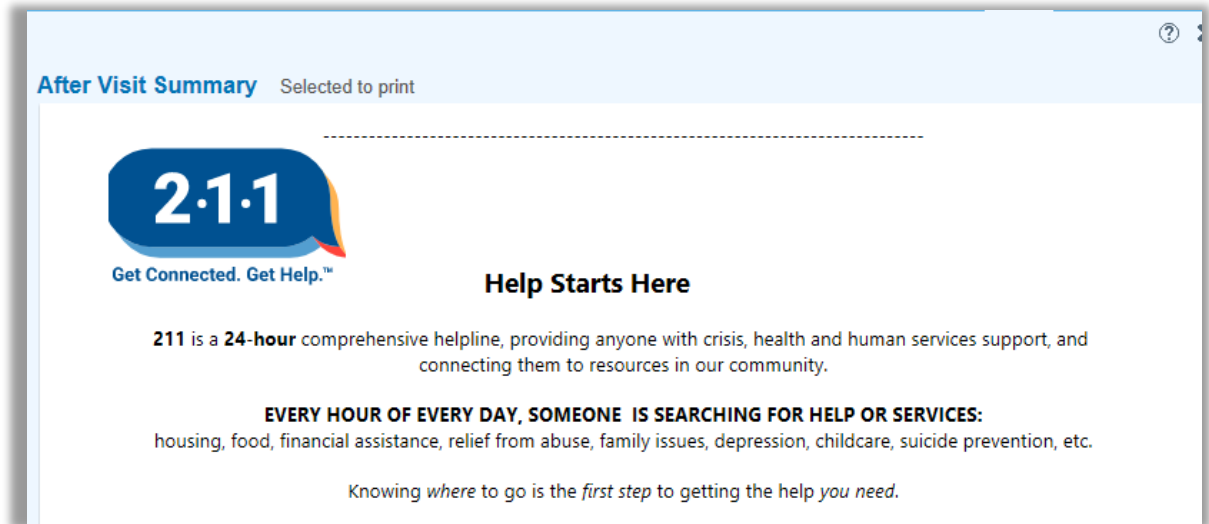 After Visit Summary Selected to print
--------------------------------------------------------------------------------
2·1·1
Get Connected. Get Help.™
Help Starts Here
211 is a 24-hour comprehensive helpline, providing anyone with crisis, health and human services support, and
connecting them to resources in our community.
EVERY HOUR OF EVERY DAY, SOMEONE  IS SEARCHING FOR HELP OR SERVICES:
housing, food, financial assistance, relief from abuse, family issues, depression, childcare, suicide prevention, etc.
Knowing where to go is the first step to getting the help you need.